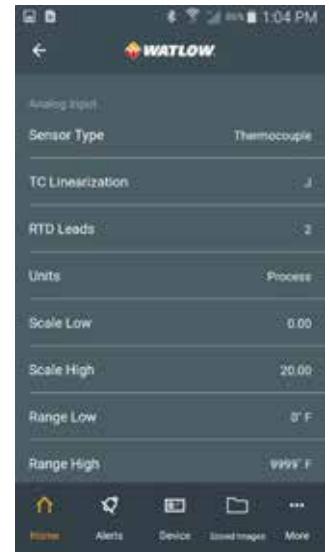 1:04 PM
WATLOW
Analog Input
Sensor Type Thermocouple
TC Linearization J
RTD Leads 2
Units Process
Scale Low 0.00
Scale High 20.00
Range Low 0° F
Range High 9999° F
Home Alerts Device Saved Images More